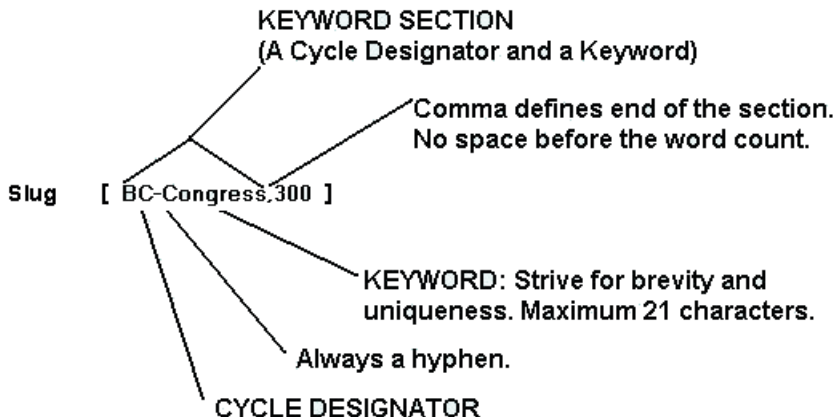 KEYWORD SECTION
(A Cycle Designator and a Keyword)
Comma defines end of the section.
No space before the word count.
Slug [ BC-Congress,300 ]
KEYWORD: Strive for brevity and
uniqueness. Maximum 21 characters.
Always a hyphen.
CYCLE DESIGNATOR